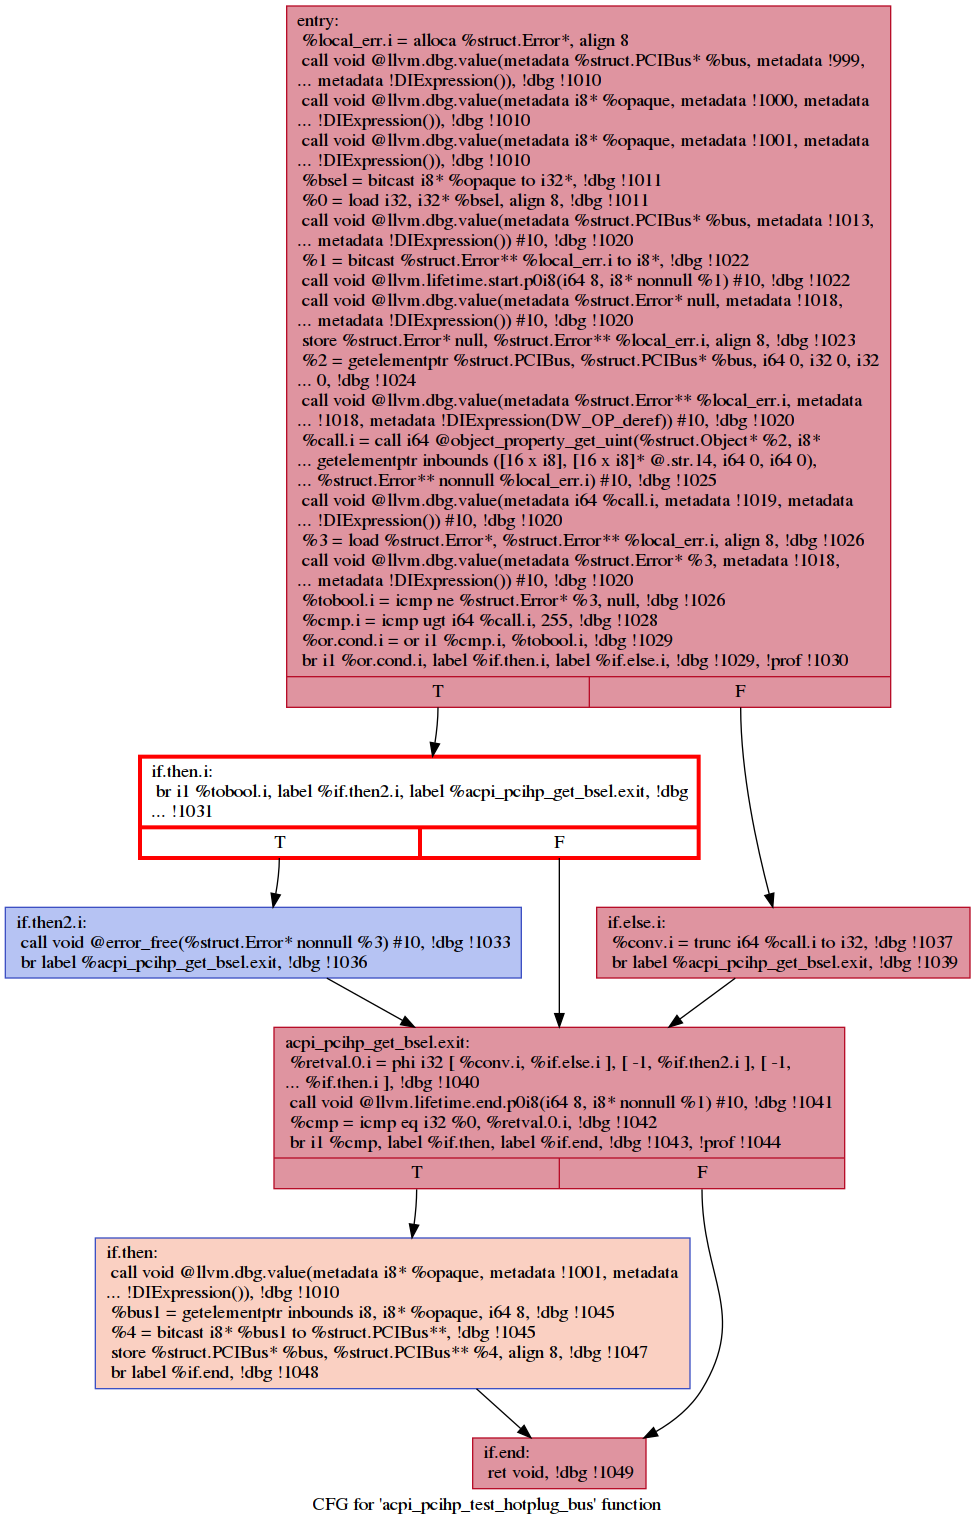 entry:
%local_err.i = alloca %struct.Error*, align 8
call void @llvm.dbg.value(metadata %struct.PCIBus* %bus, metadata !999,
... metadata !DIExpression()), !dbg !1010
call void @llvm.dbg.value(metadata i8* %opaque, metadata !1000, metadata
... !DIExpression()), !dbg !1010
call void @llvm.dbg.value(metadata i8* %opaque, metadata !1001, metadata
... !DIExpression()), !dbg !1010
%bsel = bitcast i8* %opaque to i32*, !dbg !1011
%0 = load i32, i32* %bsel, align 8, !dbg !1011
call void @llvm.dbg.value(metadata %struct.PCIBus* %bus, metadata !1013,
... metadata !DIExpression()) #10, !dbg !1020
%1 = bitcast %struct.Error** %local_err.i to i8*, !dbg !1022
call void @llvm.lifetime.start.p0i8(i64 8, i8* nonnull %1) #10, !dbg !1022
call void @llvm.dbg.value(metadata %struct.Error* null, metadata !1018,
... metadata !DIExpression()) #10, !dbg !1020
store %struct.Error* null, %struct.Error** %local_err.i, align 8, !dbg !1023
%2 = getelementptr %struct.PCIBus, %struct.PCIBus* %bus, i64 0, i32 0, i32
... 0, !dbg !1024
call void @llvm.dbg.value(metadata %struct.Error** %local_err.i, metadata
... !1018, metadata !DIExpression(DW_OP_deref)) #10, !dbg !1020
%call.i = call i64 @object_property_get_uint(%struct.Object* %2, i8*
... getelementptr inbounds ([16 x i8], [16 x i8]* @.str.14, i64 0, i64 0),
... %struct.Error** nonnull %local_err.i) #10, !dbg !1025
call void @llvm.dbg.value(metadata i64 %call.i, metadata !1019, metadata
... !DIExpression()) #10, !dbg !1020
%3 = load %struct.Error*, %struct.Error** %local_err.i, align 8, !dbg !1026
call void @llvm.dbg.value(metadata %struct.Error* %3, metadata !1018,
... metadata !DIExpression()) #10, !dbg !1020
%tobool.i = icmp ne %struct.Error* %3, null, !dbg !1026
%cmp.i = icmp ugt i64 %call.i, 255, !dbg !1028
%or.cond.i = or i1 %cmp.i, %tobool.i, !dbg !1029
br i1 %or.cond.i, label %if.then.i, label %if.else.i, !dbg !1029, !prof !1030
T F
if.then.i:
br i1 %tobool.i, label %if.then2.i, label %acpi_pcihp_get_bsel.exit, !dbg
... !1031
T F
if.then2.i:
call void @error_free(%struct.Error* nonnull %3) #10, !dbg !1033
br label %acpi_pcihp_get_bsel.exit, !dbg !1036
if.else.i:
%conv.i = trunc i64 %call.i to i32, !dbg !1037
br label %acpi_pcihp_get_bsel.exit, !dbg !1039
acpi_pcihp_get_bsel.exit:
%retval.0.i = phi i32 [ %conv.i, %if.else.i ], [ -1, %if.then2.i ], [ -1,
... %if.then.i ], !dbg !1040
call void @llvm.lifetime.end.p0i8(i64 8, i8* nonnull %1) #10, !dbg !1041
%cmp = icmp eq i32 %0, %retval.0.i, !dbg !1042
br i1 %cmp, label %if.then, label %if.end, !dbg !1043, !prof !1044
T F
if.then:
call void @llvm.dbg.value(metadata i8* %opaque, metadata !1001, metadata
... !DIExpression()), !dbg !1010
%bus1 = getelementptr inbounds i8, i8* %opaque, i64 8, !dbg !1045
%4 = bitcast i8* %bus1 to %struct.PCIBus**, !dbg !1045
store %struct.PCIBus* %bus, %struct.PCIBus** %4, align 8, !dbg !1047
br label %if.end, !dbg !1048
if.end:
ret void, !dbg !1049
CFG for 'acpi_pcihp_test_hotplug_bus' function